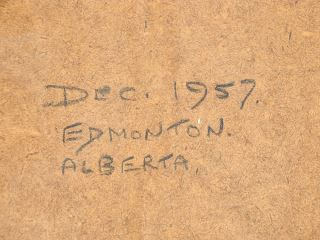 DEC. 1957.
EDMONTON.
ALBERTA.